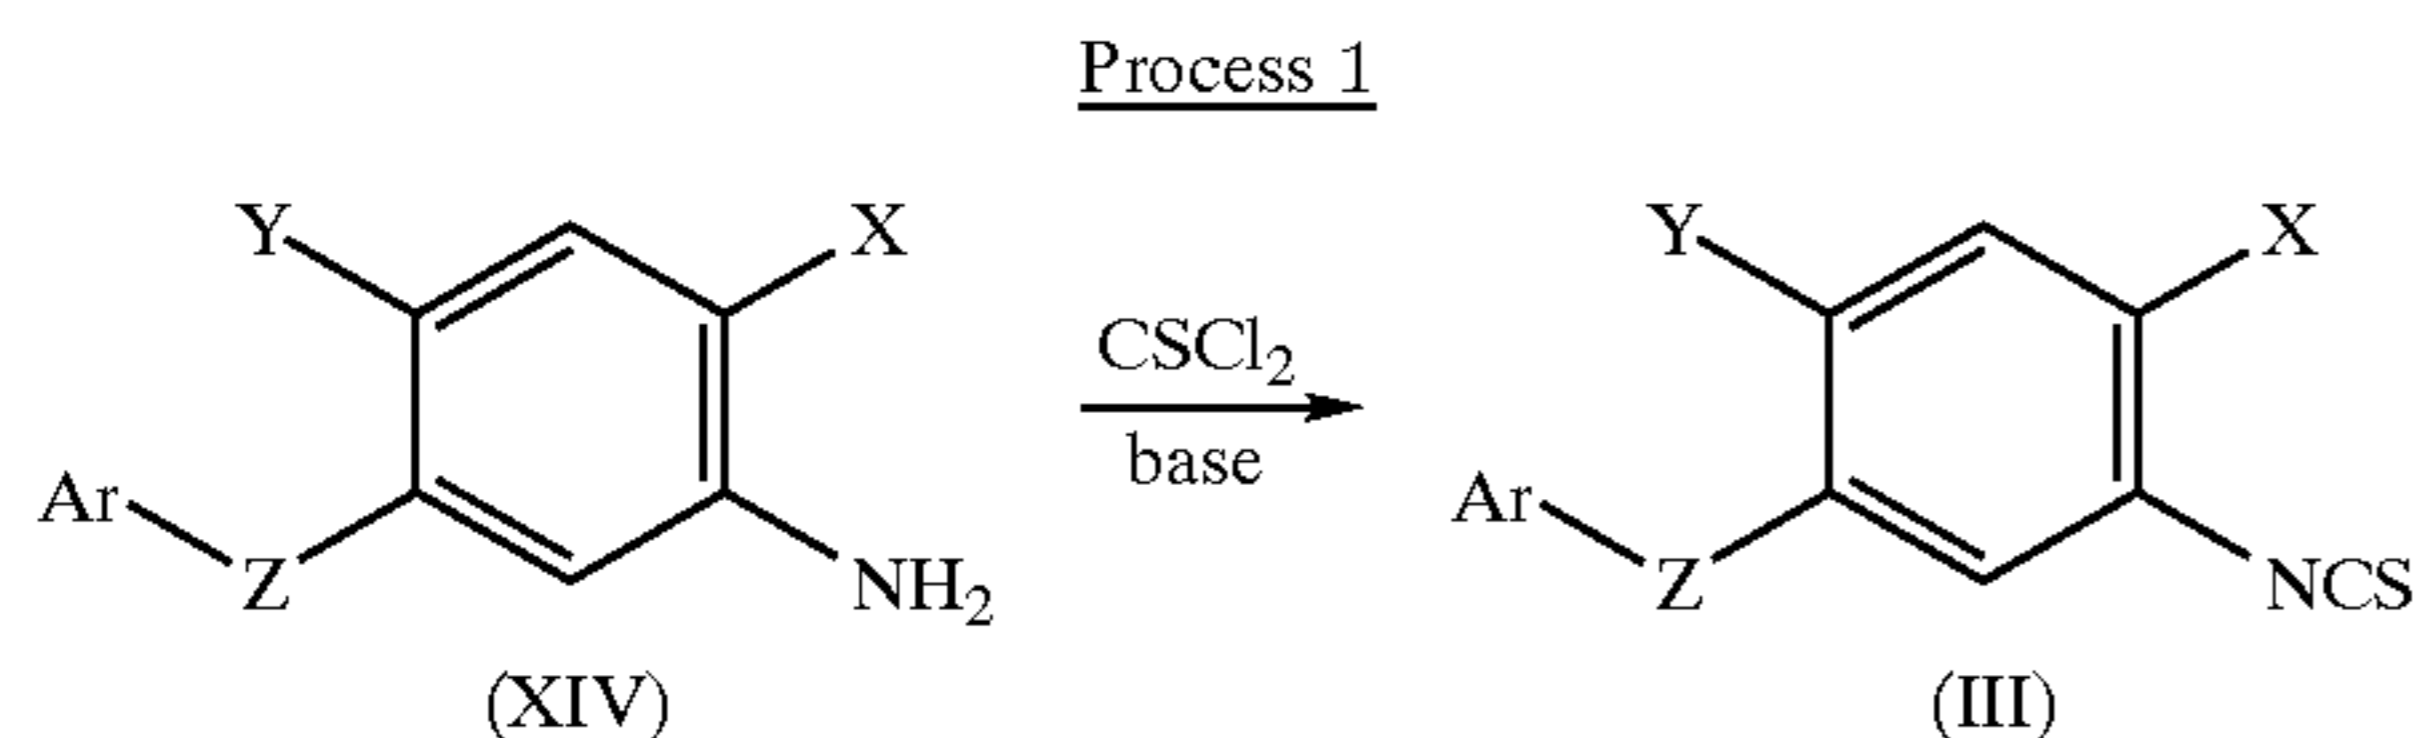 Process 1
Y X Y X
CSCl₂
base
Ar Z NH₂ Ar Z NCS
(XIV) (III)